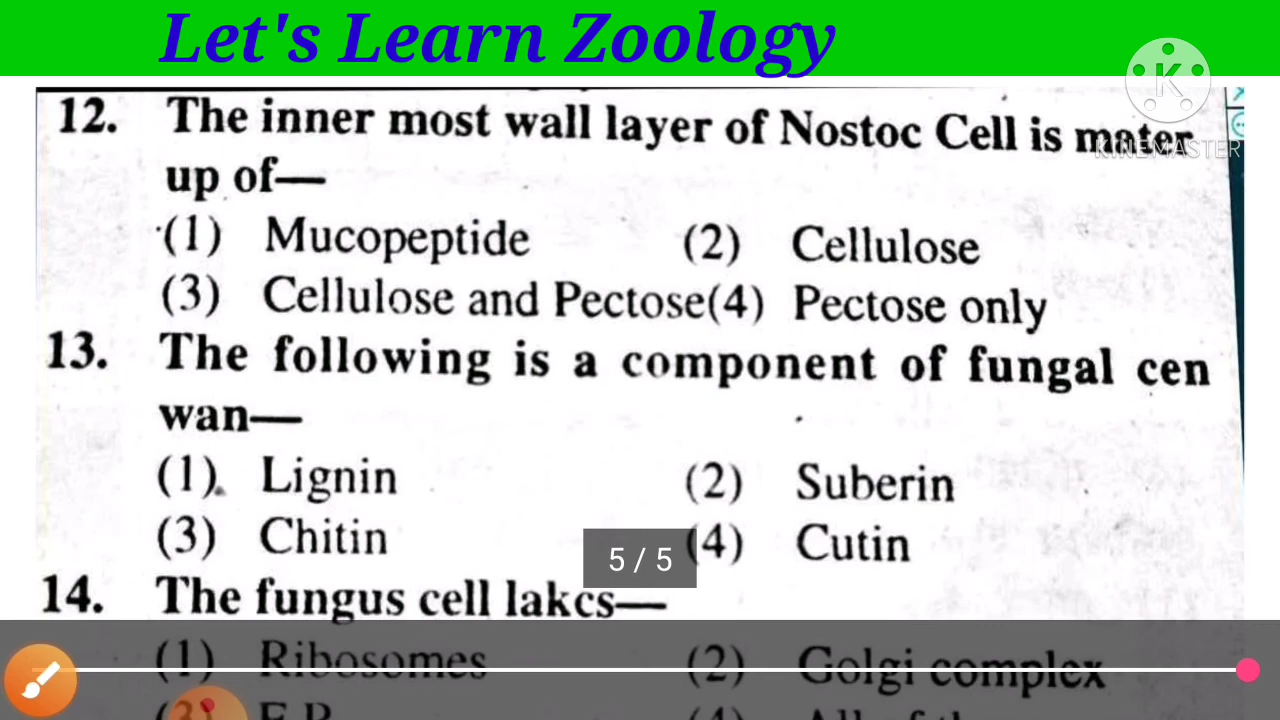 Let's Learn Zoology
KINEMASTER
12. The inner most wall layer of Nostoc Cell is mater
up of—
(1) Mucopeptide (2) Cellulose
(3) Cellulose and Pectose(4) Pectose only
13. The following is a component of fungal cen
wan—
(1). Lignin (2) Suberin
(3) Chitin (4) Cutin
5 / 5
14. The fungus cell lakcs—
(1) Ribosomes (2) Golgi complex